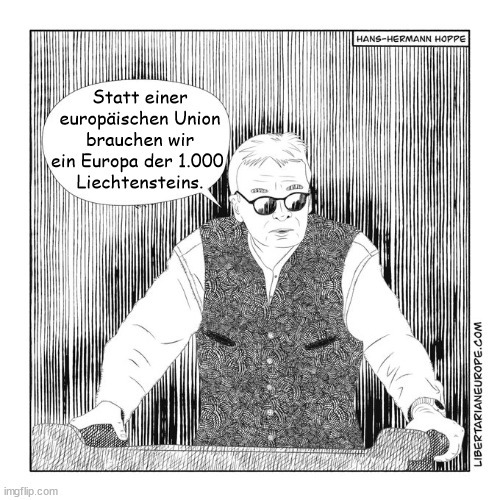 HANS-HERMANN HOPPE
Statt einer
europäischen Union
brauchen wir
ein Europa der 1.000
Liechtensteins.
LIBERTARIANEUROPE.COM
imgflip.com